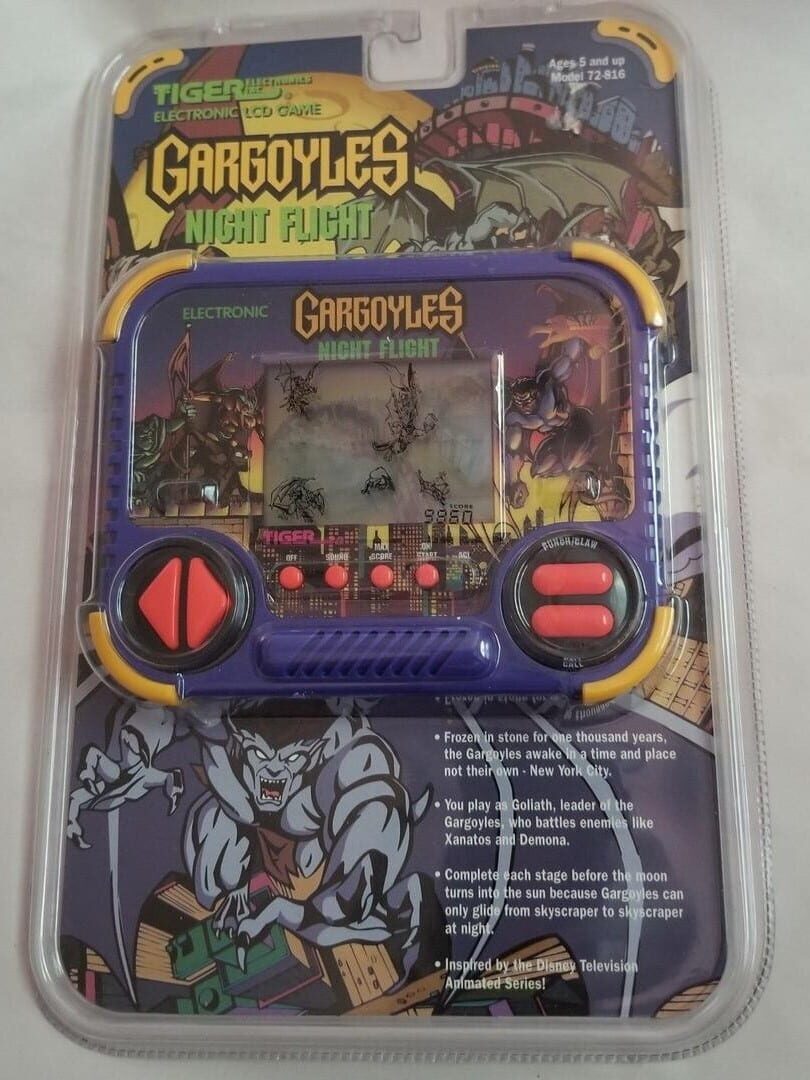 TIGER ELECTRONICS INC.®
Ages 5 and up
Model 72-816
ELECTRONIC LCD GAME
GARGOYLES
NIGHT FLIGHT
ELECTRONIC
GARGOYLES
NIGHT FLIGHT
SCORE
9960
TIGER
OFF
SOUND
MAX
SCORE
ON/
START
ACL
PUNCH/CLAW
CALL
• Frozen in stone for one thousand years,
the Gargoyles awake in a time and place
not their own - New York City.
• You play as Goliath, leader of the
Gargoyles, who battles enemies like
Xanatos and Demona.
• Complete each stage before the moon
turns into the sun because Gargoyles can
only glide from skyscraper to skyscraper
at night.
• Inspired by the Disney Television
Animated Series!